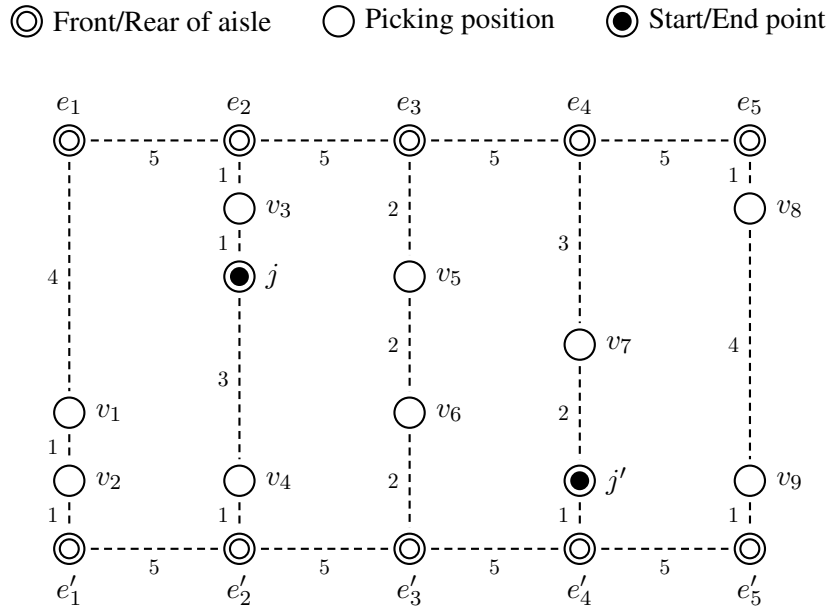 Front/Rear of aisle Picking position Start/End point
e₁ e₂ e₃ e₄ e₅
5 5 5 5
1 1
v₃ v₈
2
1 3
j v₅
4
3 2 v₇ 4
v₁ v₆
1 2
v₂ v₄ 2 j′ v₉
1 1 1 1
5 5 5 5
e′₁ e′₂ e′₃ e′₄ e′₅